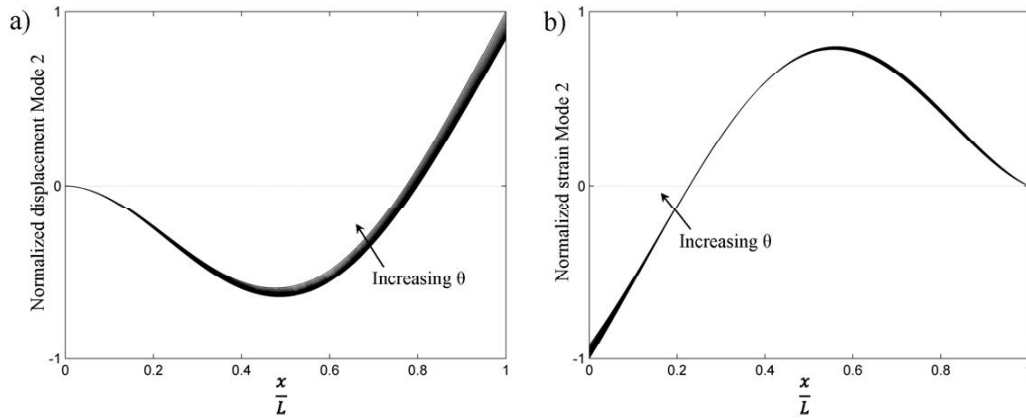 a)
Normalized displacement Mode 2
1
0
-1
Increasing θ
0
0.2
0.4
0.6
0.8
1
x
L
b)
Normalized strain Mode 2
1
0
-1
Increasing θ
0
0.2
0.4
0.6
0.8
x
L